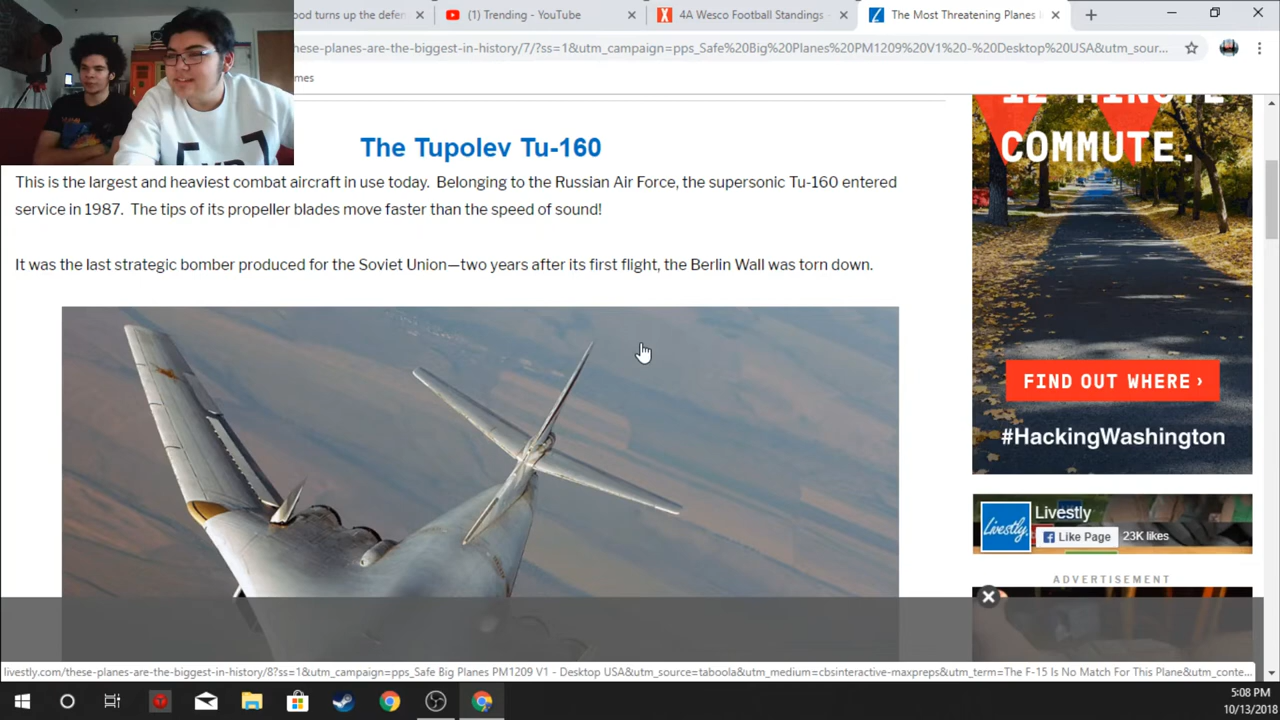 ood turns up the defen
(1) Trending - YouTube
4A Wesco Football Standings -
The Most Threatening Planes I
hese-planes-are-the-biggest-in-history/7/?ss=1&utm_campaign=pps_Safe%20Big%20Planes%20PM1209%20V1%20-%20Desktop%20USA&utm_sour...
mes
The Tupolev Tu-160
This is the largest and heaviest combat aircraft in use today. Belonging to the Russian Air Force, the supersonic Tu-160 entered
service in 1987. The tips of its propeller blades move faster than the speed of sound!
It was the last strategic bomber produced for the Soviet Union—two years after its first flight, the Berlin Wall was torn down.
12 MINUTE
COMMUTE.
FIND OUT WHERE ›
#HackingWashington
Livestly
Livestly.
Like Page 23K likes
ADVERTISEMENT
livestly.com/these-planes-are-the-biggest-in-history/8?ss=1&utm_campaign=pps_Safe Big Planes PM1209 V1 - Desktop USA&utm_source=taboola&utm_medium=cbsinteractive-maxpreps&utm_term=The F-15 Is No Match For This Plane&utm_conte...
5:08 PM
10/13/2018